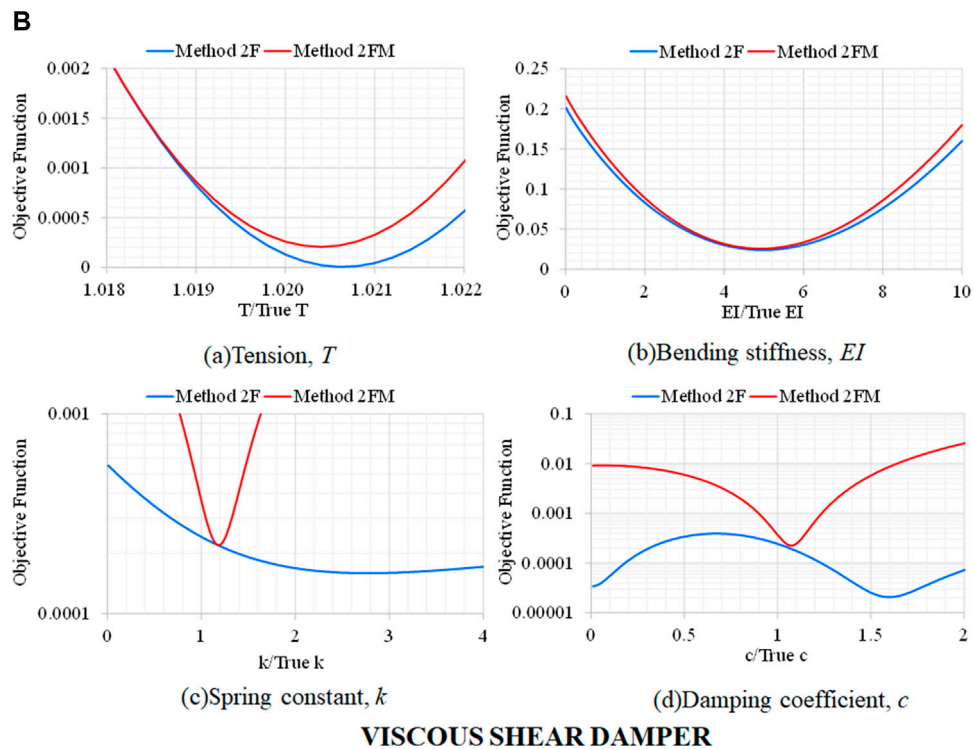 B
Method 2F Method 2FM
0.002
0.0015
0.001
0.0005
0
Objective Function
1.018 1.019 1.020 1.021 1.022
T/True T
(a)Tension, T
Method 2F Method 2FM
0.25
0.2
0.15
0.1
0.05
0
Objective Function
0 2 4 6 8 10
EI/True EI
(b)Bending stiffness, EI
Method 2F Method 2FM
0.001
0.0001
Objective Function
0 1 2 3 4
k/True k
(c)Spring constant, k
Method 2F Method 2FM
0.1
0.01
0.001
0.0001
0.00001
Objective Function
0 0.5 1 1.5 2
c/True c
(d)Damping coefficient, c
VISCOUS SHEAR DAMPER